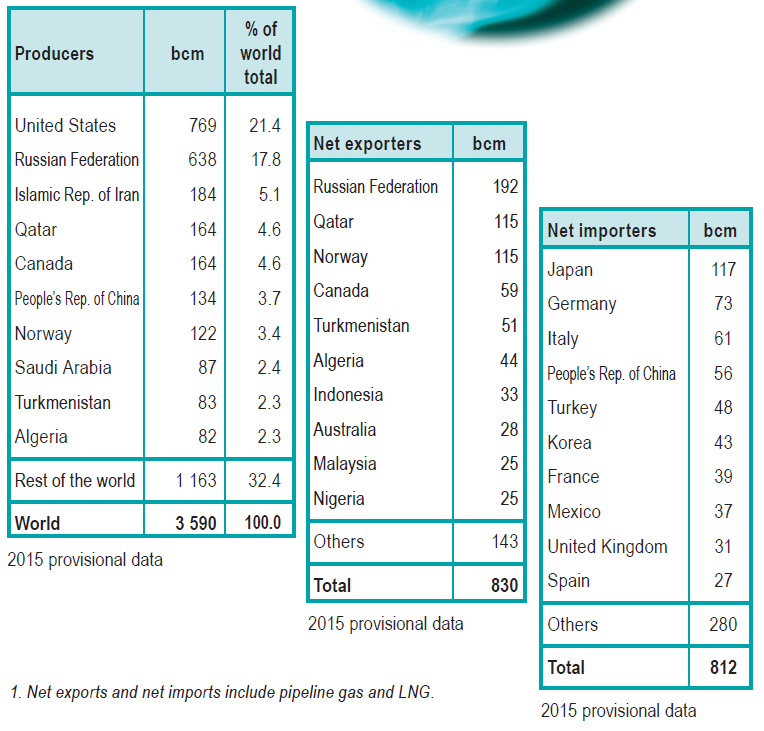 Producers bcm % of world total
United States 769 21.4
Russian Federation 638 17.8
Islamic Rep. of Iran 184 5.1
Qatar 164 4.6
Canada 164 4.6
People's Rep. of China 134 3.7
Norway 122 3.4
Saudi Arabia 87 2.4
Turkmenistan 83 2.3
Algeria 82 2.3
Rest of the world 1 163 32.4
World 3 590 100.0
2015 provisional data
Net exporters bcm
Russian Federation 192
Qatar 115
Norway 115
Canada 59
Turkmenistan 51
Algeria 44
Indonesia 33
Australia 28
Malaysia 25
Nigeria 25
Others 143
Total 830
2015 provisional data
Net importers bcm
Japan 117
Germany 73
Italy 61
People's Rep. of China 56
Turkey 48
Korea 43
France 39
Mexico 37
United Kingdom 31
Spain 27
Others 280
Total 812
2015 provisional data
1. Net exports and net imports include pipeline gas and LNG.